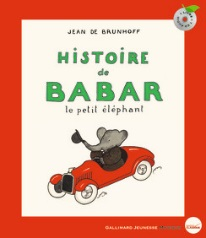 JEAN DE BRUNHOFF
HISTOIRE
de
BABAR
le petit éléphant
GALLIMARD JEUNESSE